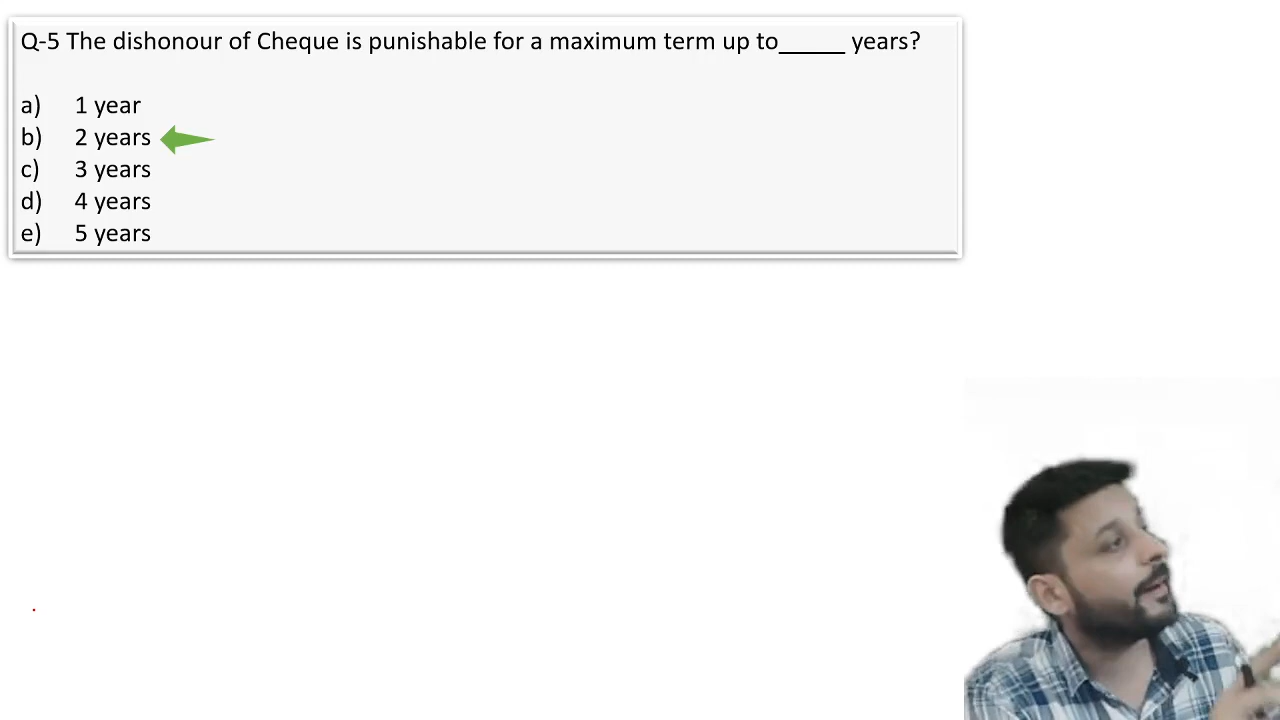 Q-5 The dishonour of Cheque is punishable for a maximum term up to_____ years?
a) 1 year
b) 2 years
c) 3 years
d) 4 years
e) 5 years